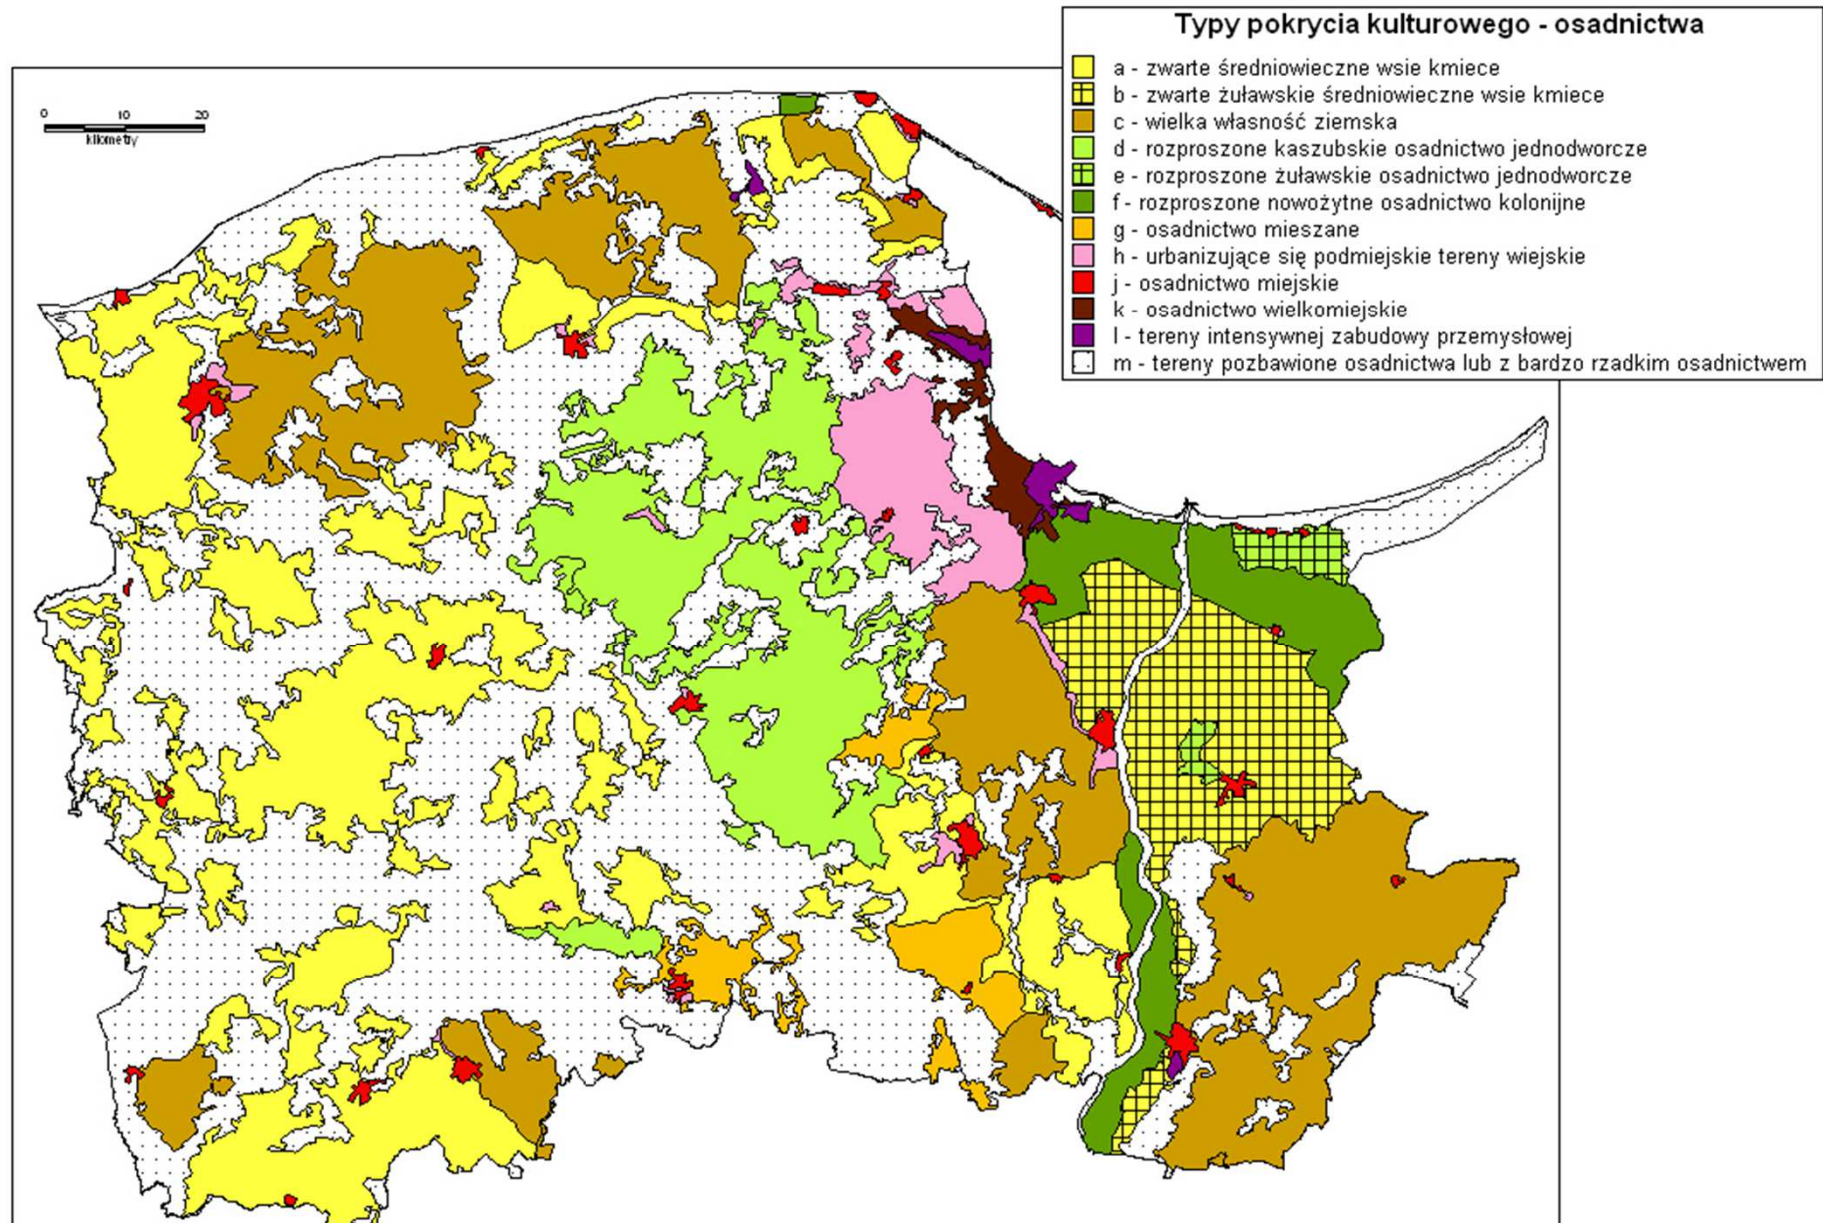 Typy pokrycia kulturowego - osadnictwa
a - zwarte średniowieczne wsie kmiece
b - zwarte żuławskie średniowieczne wsie kmiece
c - wielka własność ziemska
d - rozproszone kaszubskie osadnictwo jednodworcze
e - rozproszone żuławskie osadnictwo jednodworcze
f - rozproszone nowożytne osadnictwo kolonijne
g - osadnictwo mieszane
h - urbanizujące się podmiejskie tereny wiejskie
j - osadnictwo miejskie
k - osadnictwo wielkomiejskie
l - tereny intensywnej zabudowy przemysłowej
m - tereny pozbawione osadnictwa lub z bardzo rzadkim osadnictwem
0 10 20
kilometry